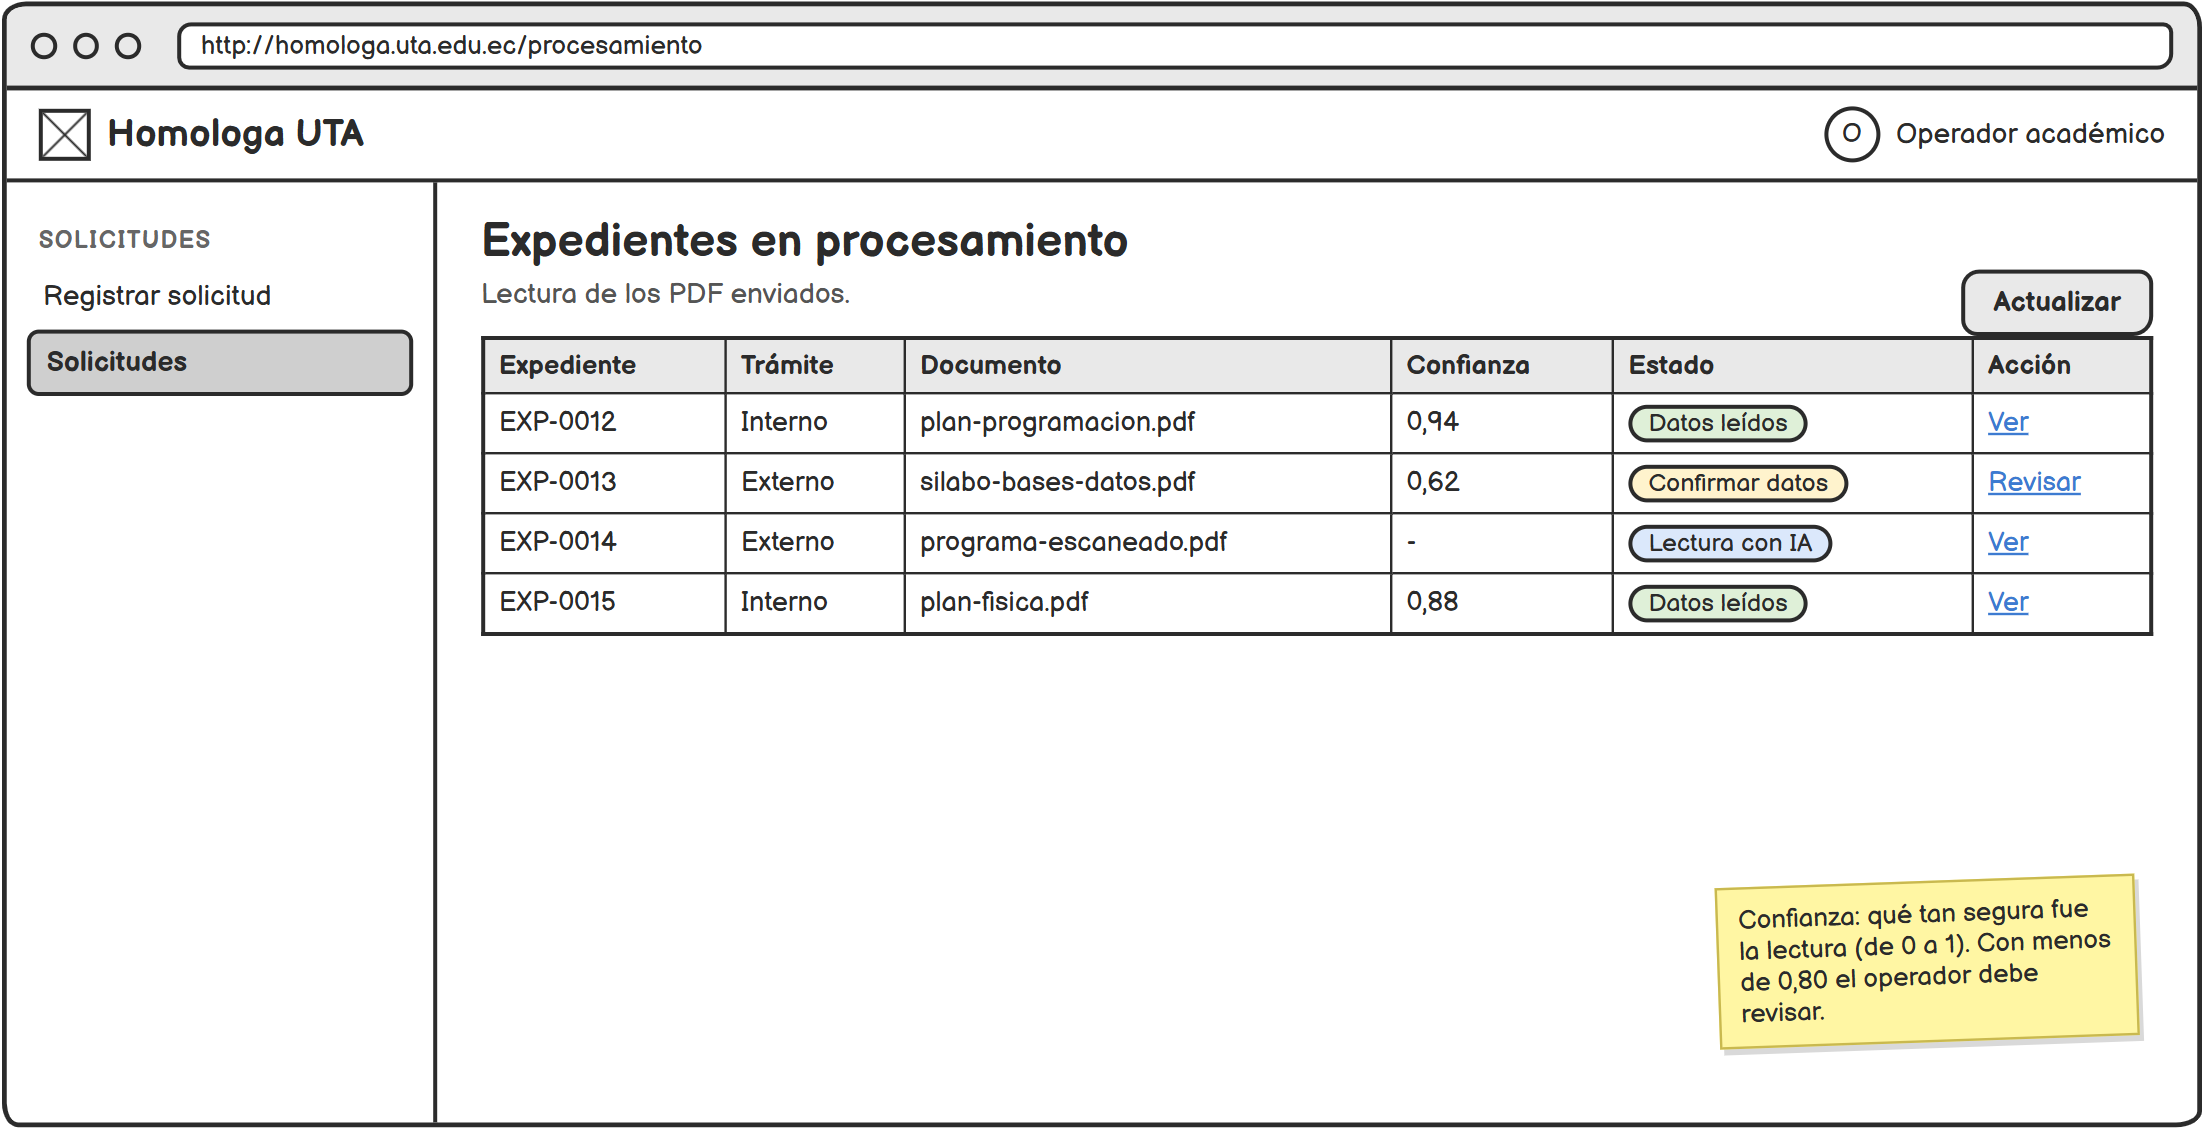 http://homologa.uta.edu.ec/procesamiento
Homologa UTA
O Operador académico
SOLICITUDES
Registrar solicitud
Solicitudes
Expedientes en procesamiento
Lectura de los PDF enviados.
Actualizar
Expediente Trámite Documento Confianza Estado Acción
EXP-0012 Interno plan-programacion.pdf 0,94 Datos leídos Ver
EXP-0013 Externo silabo-bases-datos.pdf 0,62 Confirmar datos Revisar
EXP-0014 Externo programa-escaneado.pdf - Lectura con IA Ver
EXP-0015 Interno plan-fisica.pdf 0,88 Datos leídos Ver
Confianza: qué tan segura fue
la lectura (de 0 a 1). Con menos
de 0,80 el operador debe
revisar.